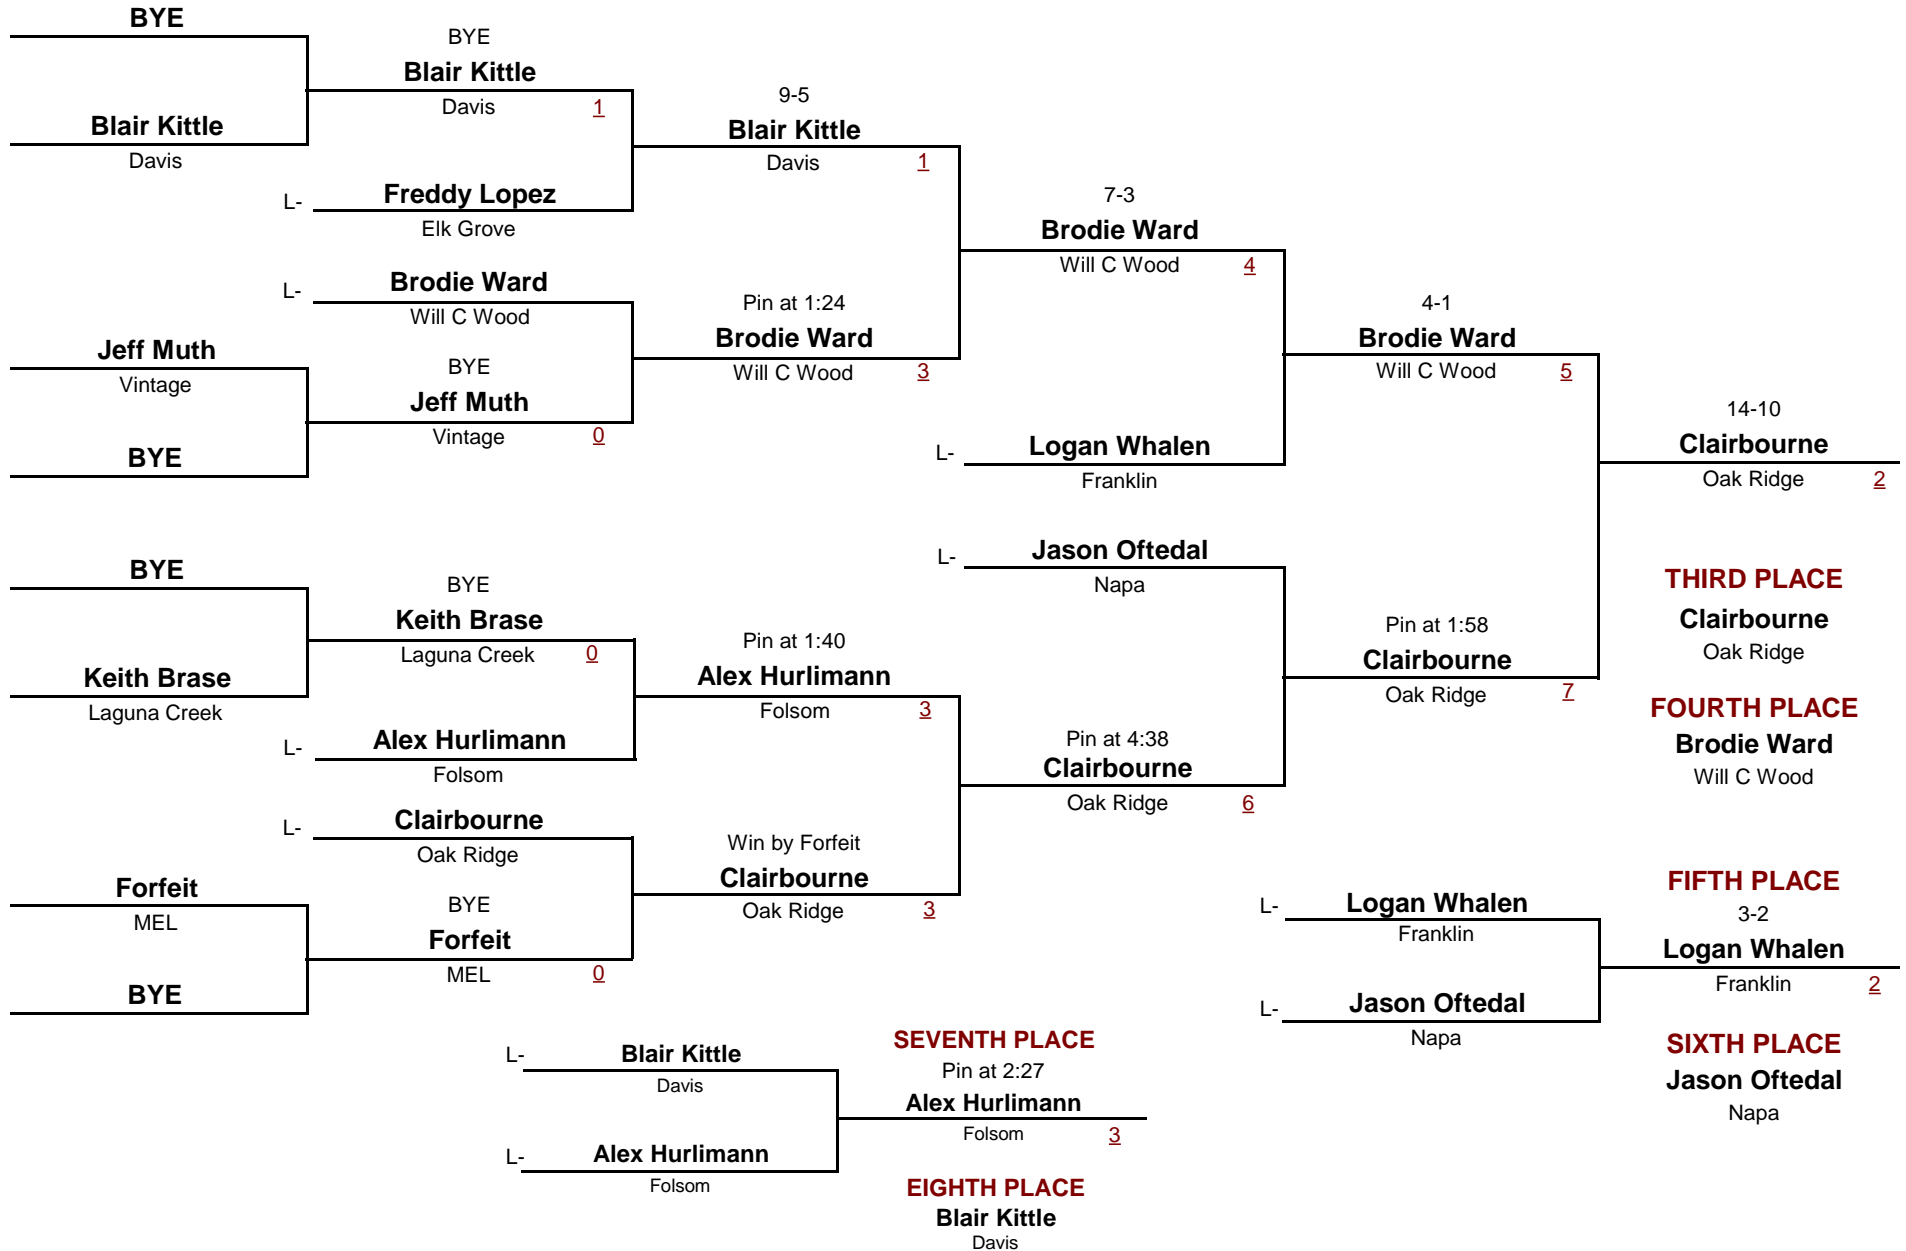 BYE
Blair Kittle
Davis
Jeff Muth
Vintage
BYE
BYE
Keith Brase
Laguna Creek
Forfeit
MEL
BYE
BYE
Blair Kittle
Davis 1
L- Freddy Lopez
Elk Grove
L- Brodie Ward
Will C Wood
BYE
Jeff Muth
Vintage 0
BYE
Keith Brase
Laguna Creek 0
L- Alex Hurlimann
Folsom
L- Clairbourne
Oak Ridge
BYE
Forfeit
MEL 0
9-5
Blair Kittle
Davis 1
Pin at 1:24
Brodie Ward
Will C Wood 3
Pin at 1:40
Alex Hurlimann
Folsom 3
Win by Forfeit
Clairbourne
Oak Ridge 3
7-3
Brodie Ward
Will C Wood 4
L- Logan Whalen
Franklin
L- Jason Oftedal
Napa
Pin at 4:38
Clairbourne
Oak Ridge 6
4-1
Brodie Ward
Will C Wood 5
Pin at 1:58
Clairbourne
Oak Ridge 7
14-10
Clairbourne
Oak Ridge 2
THIRD PLACE
Clairbourne
Oak Ridge
FOURTH PLACE
Brodie Ward
Will C Wood
L- Logan Whalen
Franklin
L- Jason Oftedal
Napa
FIFTH PLACE
3-2
Logan Whalen
Franklin 2
SIXTH PLACE
Jason Oftedal
Napa
L- Blair Kittle
Davis
L- Alex Hurlimann
Folsom
SEVENTH PLACE
Pin at 2:27
Alex Hurlimann
Folsom 3
EIGHTH PLACE
Blair Kittle
Davis